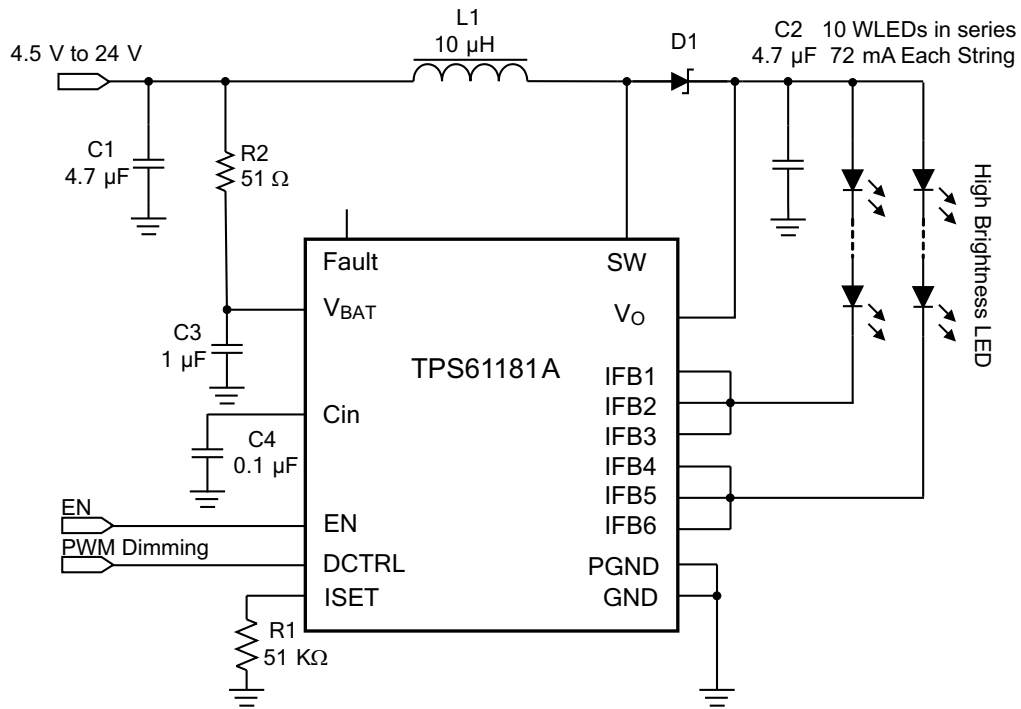 4.5 V to 24 V
L1
10 µH
D1
C2
4.7 µF
10 WLEDs in series
72 mA Each String
C1
4.7 µF
R2
51 Ω
High Brightness LED
Fault
SW
VBAT
VO
C3
1 µF
TPS61181A
IFB1
IFB2
IFB3
IFB4
IFB5
IFB6
Cin
C4
0.1 µF
EN
EN
PWM Dimming
DCTRL
PGND
ISET
GND
R1
51 KΩ